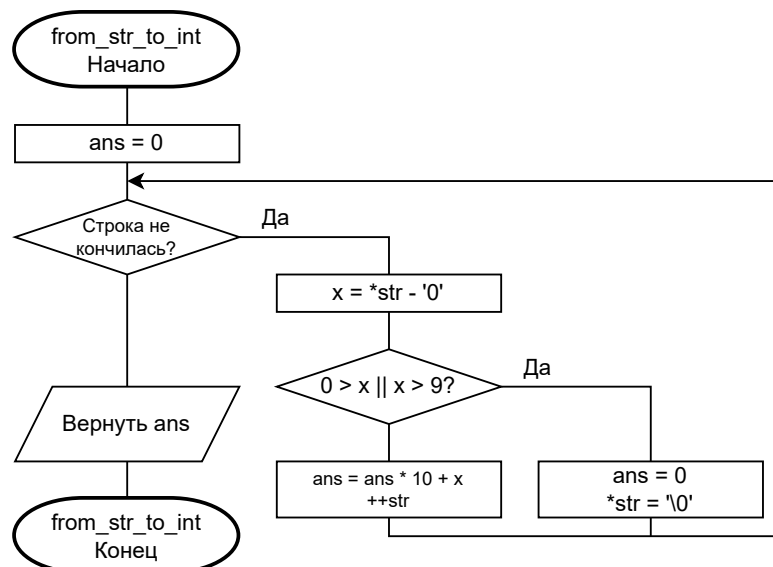 from_str_to_int
Начало
ans = 0
Строка не
кончилась?
Да
x = *str - '0'
0 > x || x > 9?
Да
ans = ans * 10 + x
++str
ans = 0
*str = '\0'
Вернуть ans
from_str_to_int
Конец